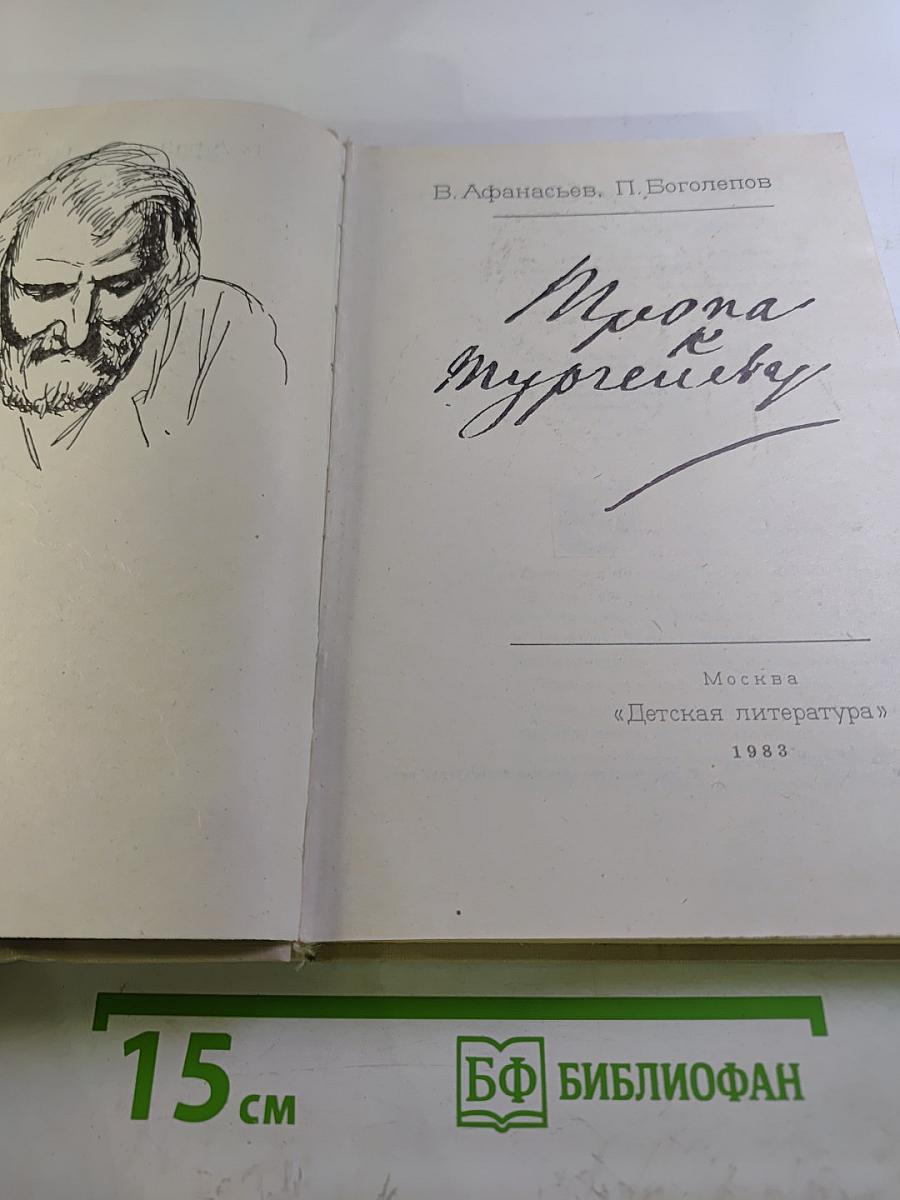 В. Афанасьев, П. Боголепов
Тропа
к
Тургеневу
Москва
«Детская литература»
1983
15 см
БФ БИБЛИОФАН